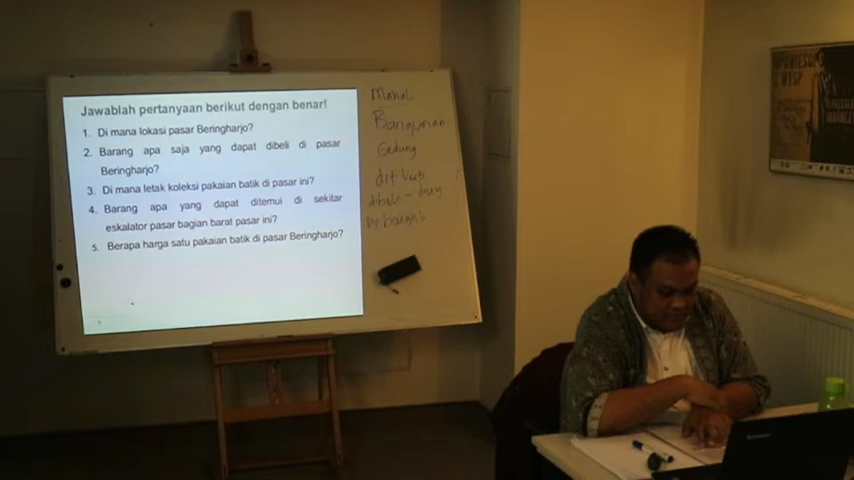 Jawablah pertanyaan berikut dengan benar!
1. Di mana lokasi pasar Beringharjo?
2. Barang apa saja yang dapat dibeli di pasar
Beringharjo?
3. Di mana letak koleksi pakaian batik di pasar ini?
4. Barang apa yang dapat ditemui di sekitar
eskalator pasar bagian barat pasar ini?
5. Berapa harga satu pakaian batik di pasar Beringharjo?
Mahal
Bangunan
Gedung